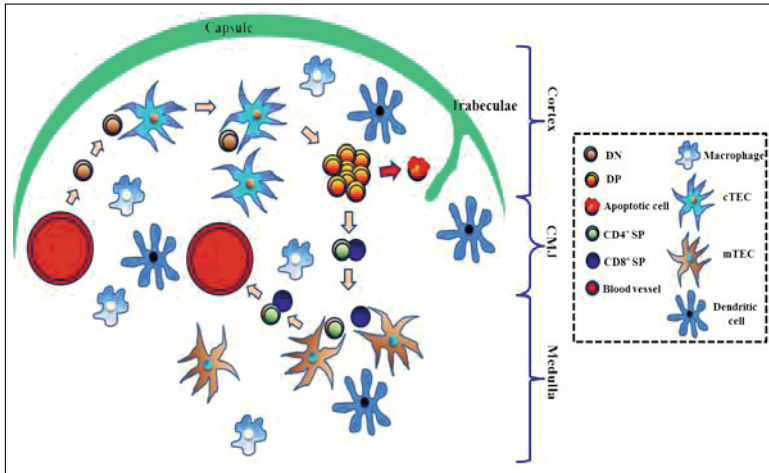 Capsule
Trabeculae
Cortex
CMJ
Medulla
DN
DP
Apoptotic cell
CD4⁺ SP
CD8⁺ SP
Blood vessel
Macrophage
cTEC
mTEC
Dendritic
cell